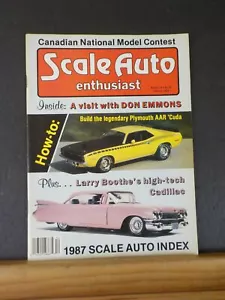 Canadian National Model Contest
Scale Auto
enthusiast
Inside: A visit with DON EMMONS
How-to:
Build the legendary Plymouth AAR 'Cuda
Plus... Larry Boothe's high-tech
Cadillac
1987 SCALE AUTO INDEX